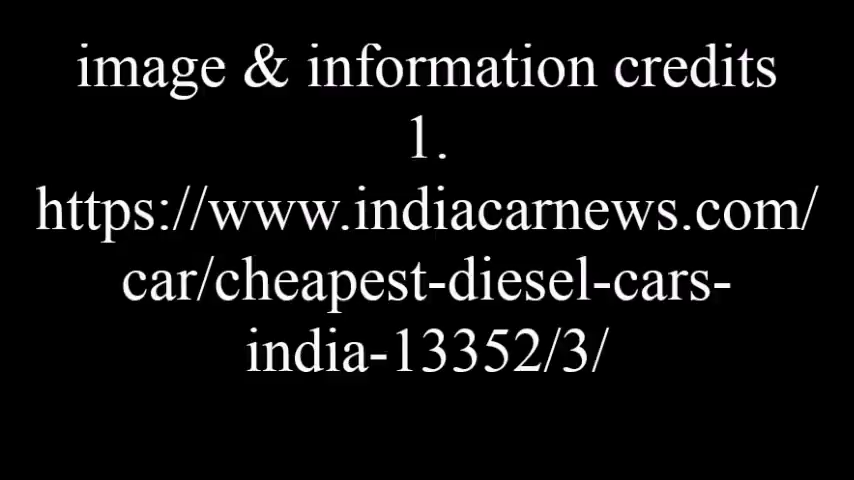 image & information credits
1.
https://www.indiacarnews.com/
car/cheapest-diesel-cars-
india-13352/3/